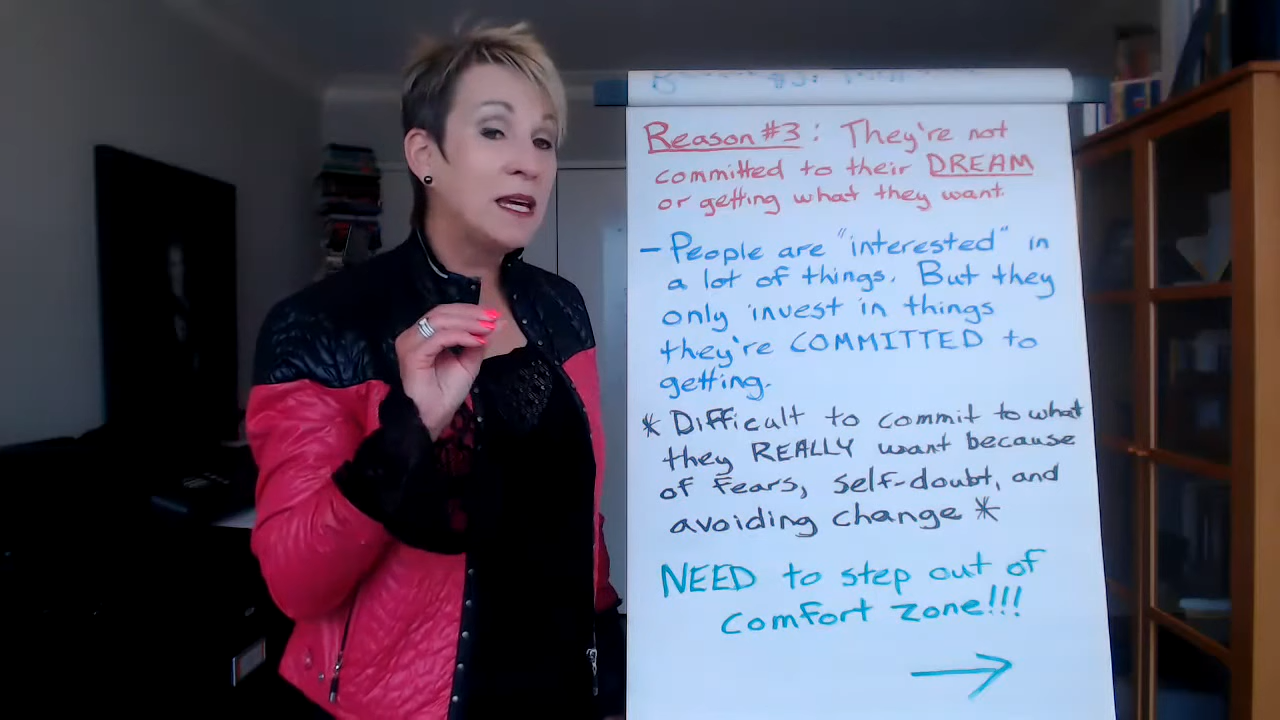 Reason #3: They're not
committed to their DREAM
or getting what they want.
- People are "interested" in
a lot of things. But they
only invest in things
they're COMMITTED to
getting.
* Difficult to commit to what
they REALLY want because
of fears, self-doubt, and
avoiding change *
NEED to step out of
comfort zone!!!